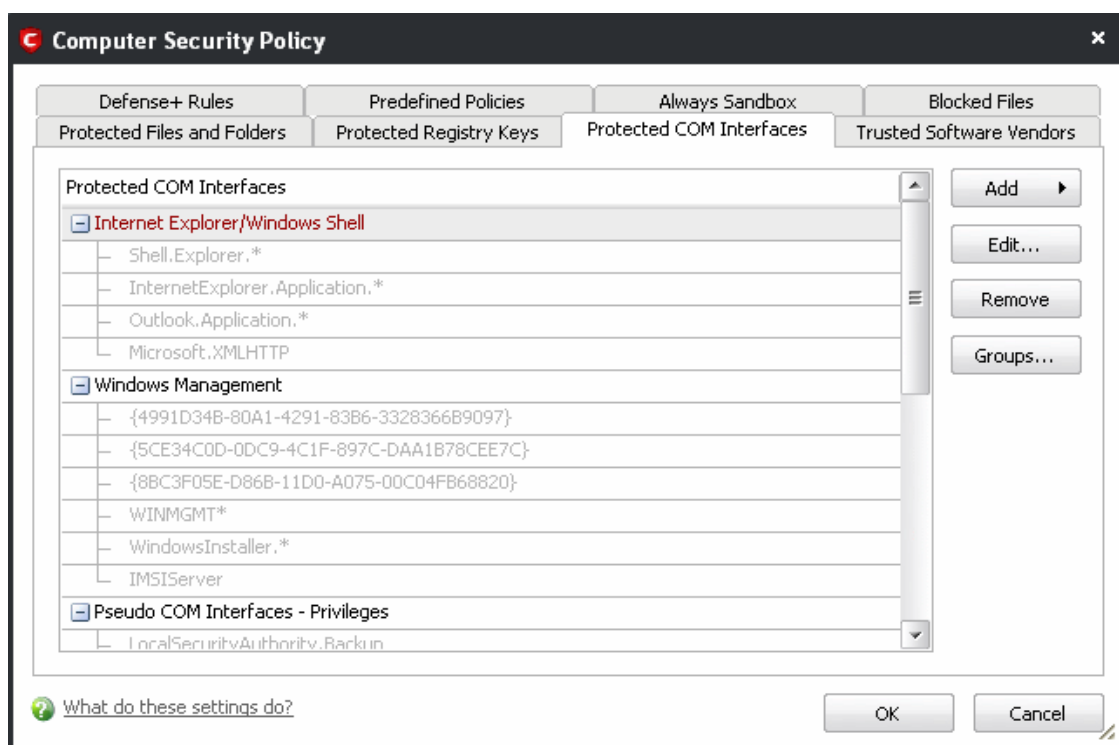 Computer Security Policy
Defense+ Rules Predefined Policies Always Sandbox Blocked Files
Protected Files and Folders Protected Registry Keys Protected COM Interfaces Trusted Software Vendors
Protected COM Interfaces
Add
Internet Explorer/Windows Shell
Shell.Explorer.*
Edit...
InternetExplorer.Application.*
Remove
Outlook.Application.*
Microsoft.XMLHTTP
Groups...
Windows Management
{4991D34B-80A1-4291-83B6-3328366B9097}
{5CE34C0D-0DC9-4C1F-897C-DAA1B78CEE7C}
{8BC3F05E-D86B-11D0-A075-00C04FB68820}
WINMGMT*
WindowsInstaller.*
IMSIServer
Pseudo COM Interfaces - Privileges
LocalSecurityAuthority.Backup
What do these settings do?
OK Cancel